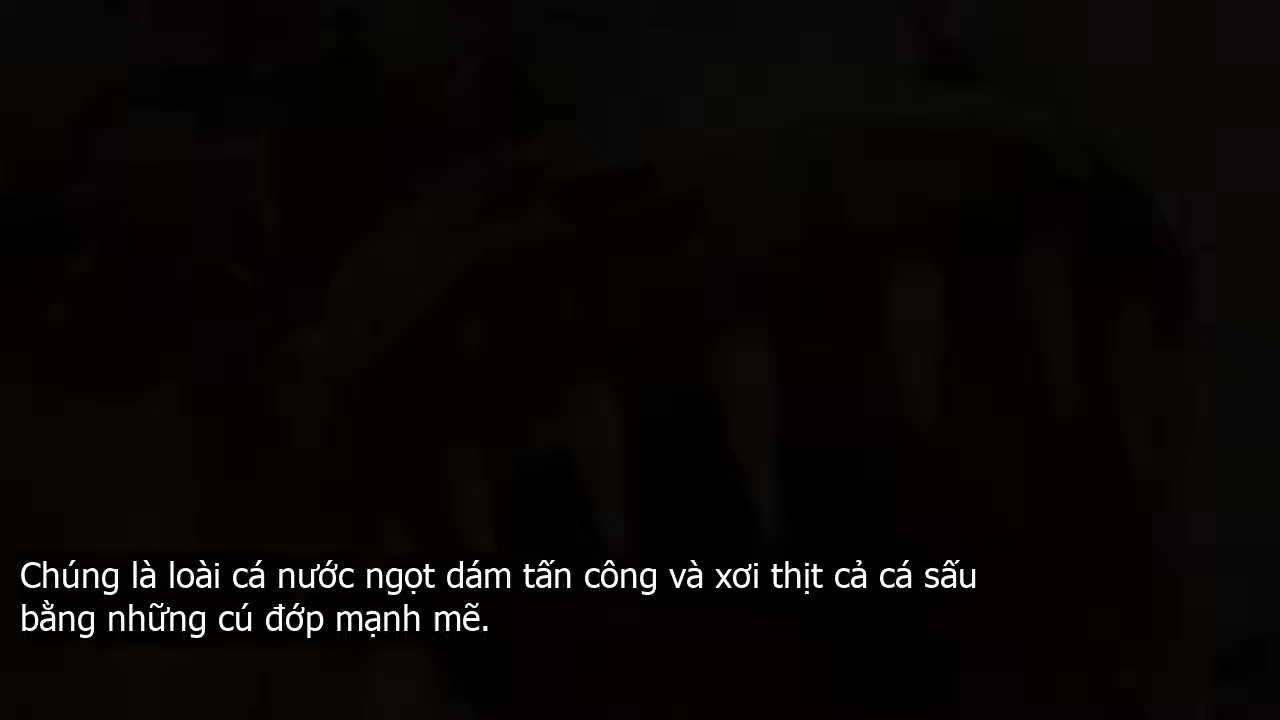 Chúng là loài cá nước ngọt dám tấn công và xơi thịt cả cá sấu
bằng những cú đớp mạnh mẽ.